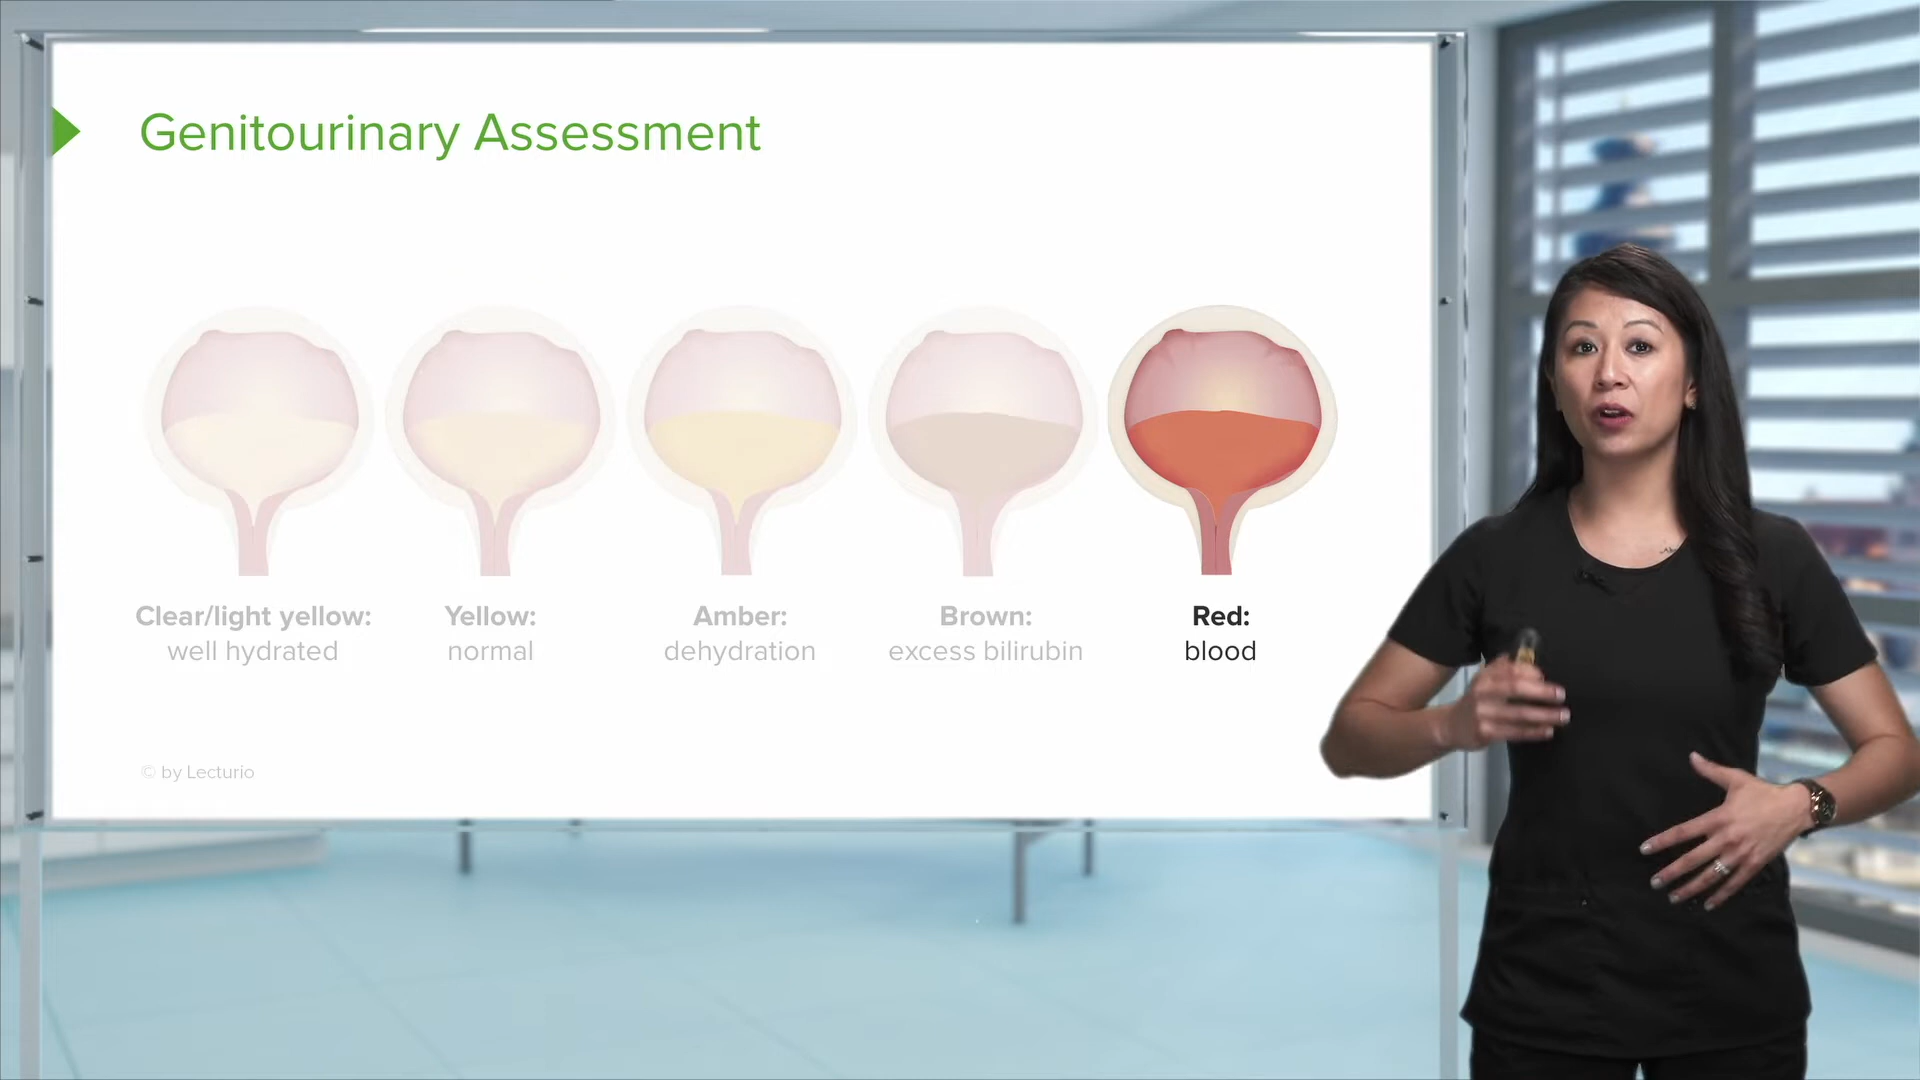 Genitourinary Assessment
Clear/light yellow:
well hydrated
Yellow:
normal
Amber:
dehydration
Brown:
excess bilirubin
Red:
blood
© by Lecturio